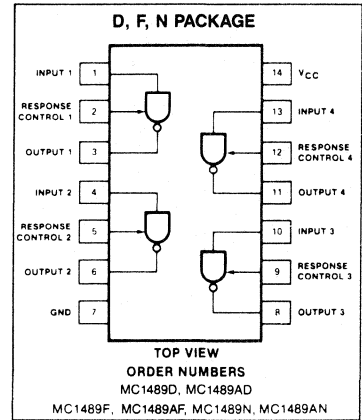 D, F, N PACKAGE
INPUT 1 1
RESPONSE
CONTROL 1 2
OUTPUT 1 3
INPUT 2 4
RESPONSE
CONTROL 2 5
OUTPUT 2 6
GND 7
14 VCC
13 INPUT 4
12 RESPONSE
CONTROL 4
11 OUTPUT 4
10 INPUT 3
9 RESPONSE
CONTROL 3
8 OUTPUT 3
TOP VIEW
ORDER NUMBERS
MC1489D, MC1489AD
MC1489F, MC1489AF, MC1489N, MC1489AN